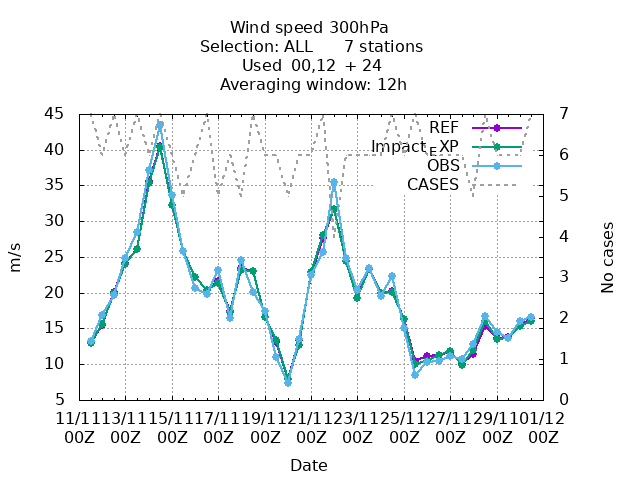 Wind speed 300hPa
Selection: ALL 7 stations
Used 00,12 + 24
Averaging window: 12h
45 7
REF
40 Impact_EXP 6
OBS
35 CASES 5
30 4
m/s 25 3 No cases
20 2
15
10 1
5 0
11/11 13/11 15/11 17/11 19/11 21/11 23/11 25/11 27/11 29/11 01/12
00Z 00Z 00Z 00Z 00Z 00Z 00Z 00Z 00Z 00Z 00Z
Date